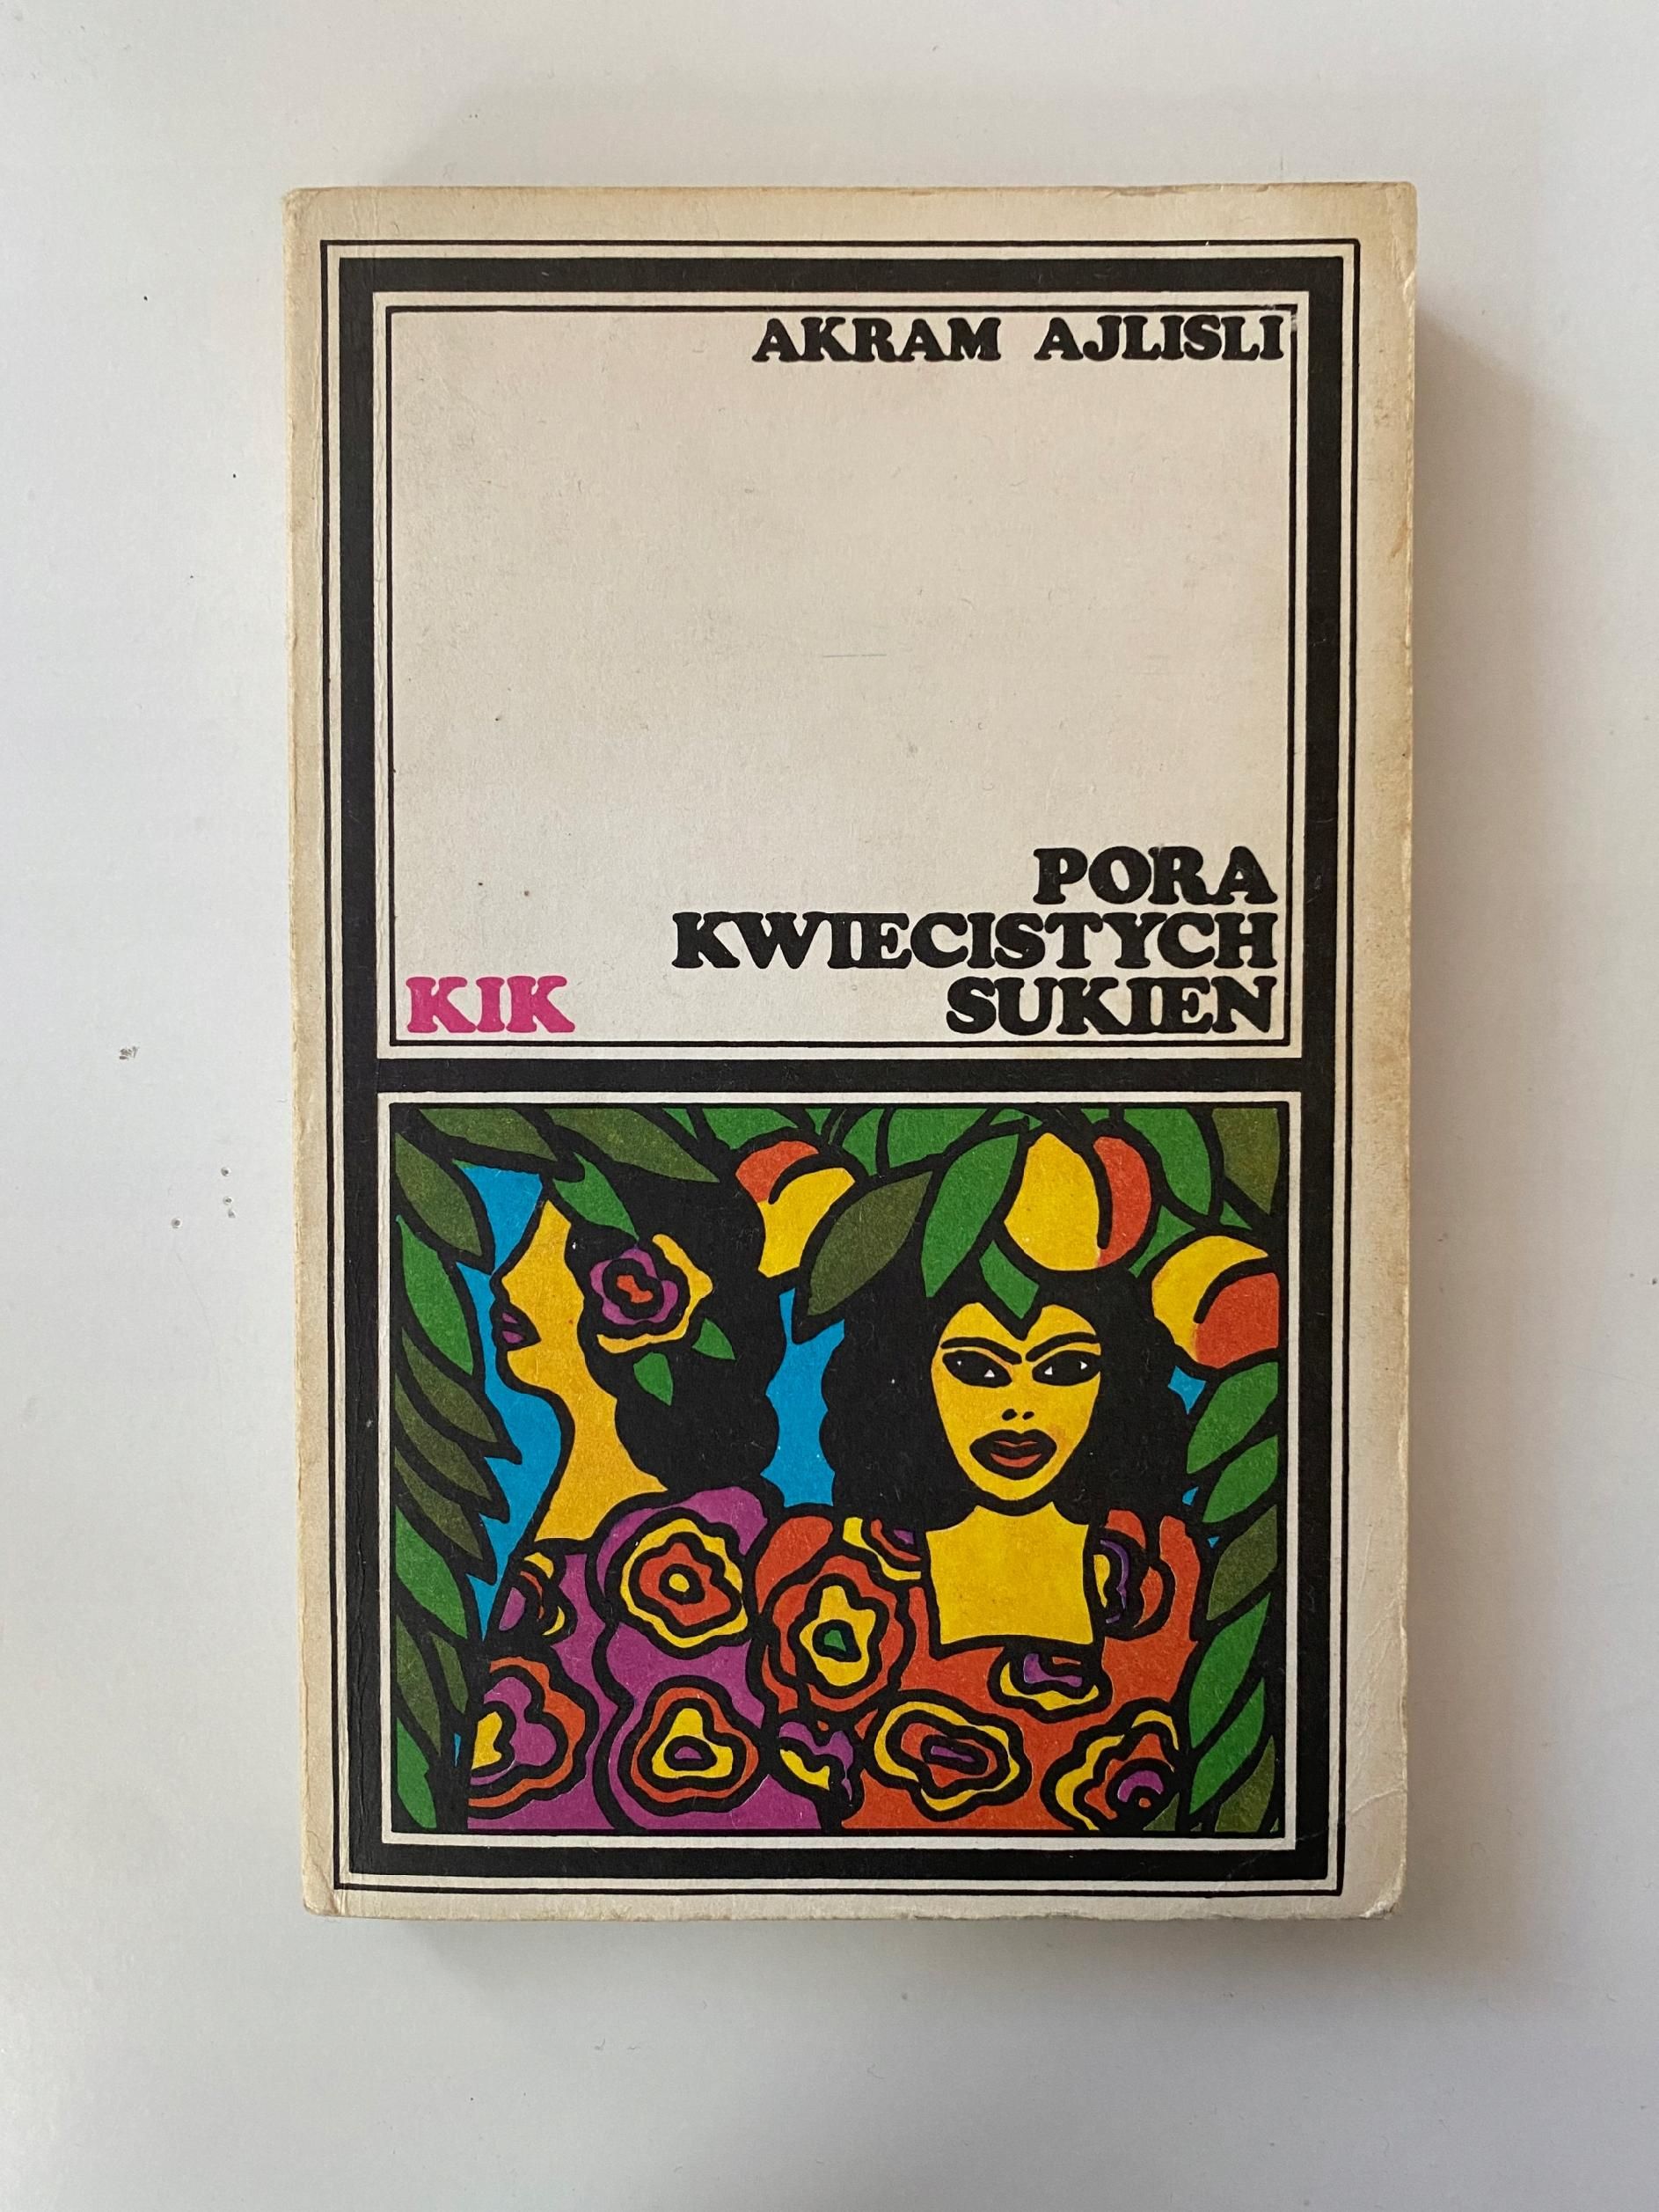 AKRAM AJLISLI
PORA
KWIECISTYCH
KIK SUKIEN